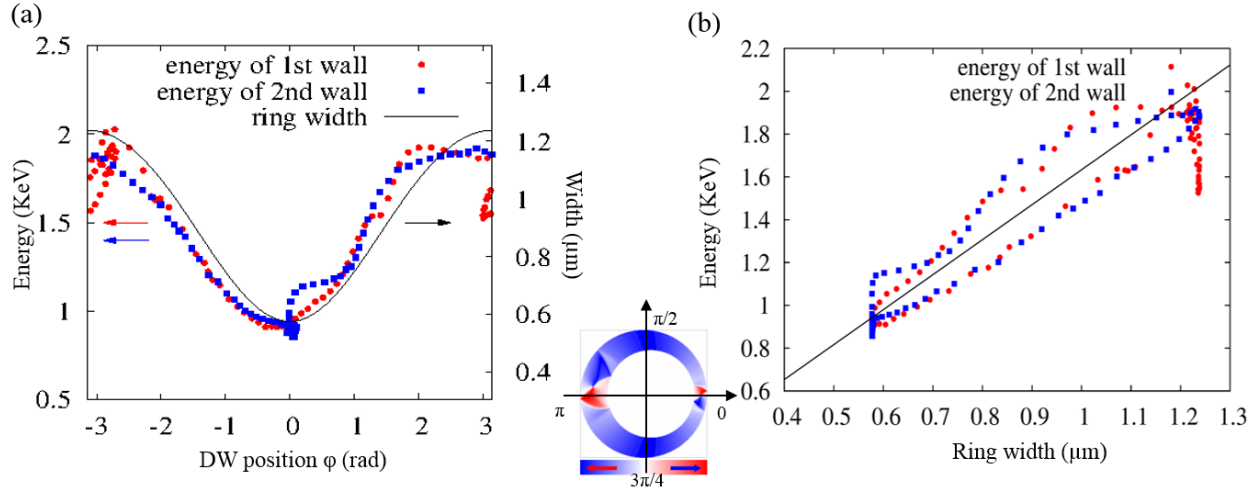 (a)
2.5
2
1.5
1
0.5
Energy (KeV)
energy of 1st wall
energy of 2nd wall
ring width
1.4
1.2
1
0.8
0.6
0.4
Width (μm)
-3 -2 -1 0 1 2 3
DW position φ (rad)
π/2
π
0
3π/4
(b)
2.2
2
1.8
1.6
1.4
1.2
1
0.8
0.6
Energy (KeV)
energy of 1st wall
energy of 2nd wall
0.4 0.5 0.6 0.7 0.8 0.9 1 1.1 1.2 1.3
Ring width (μm)